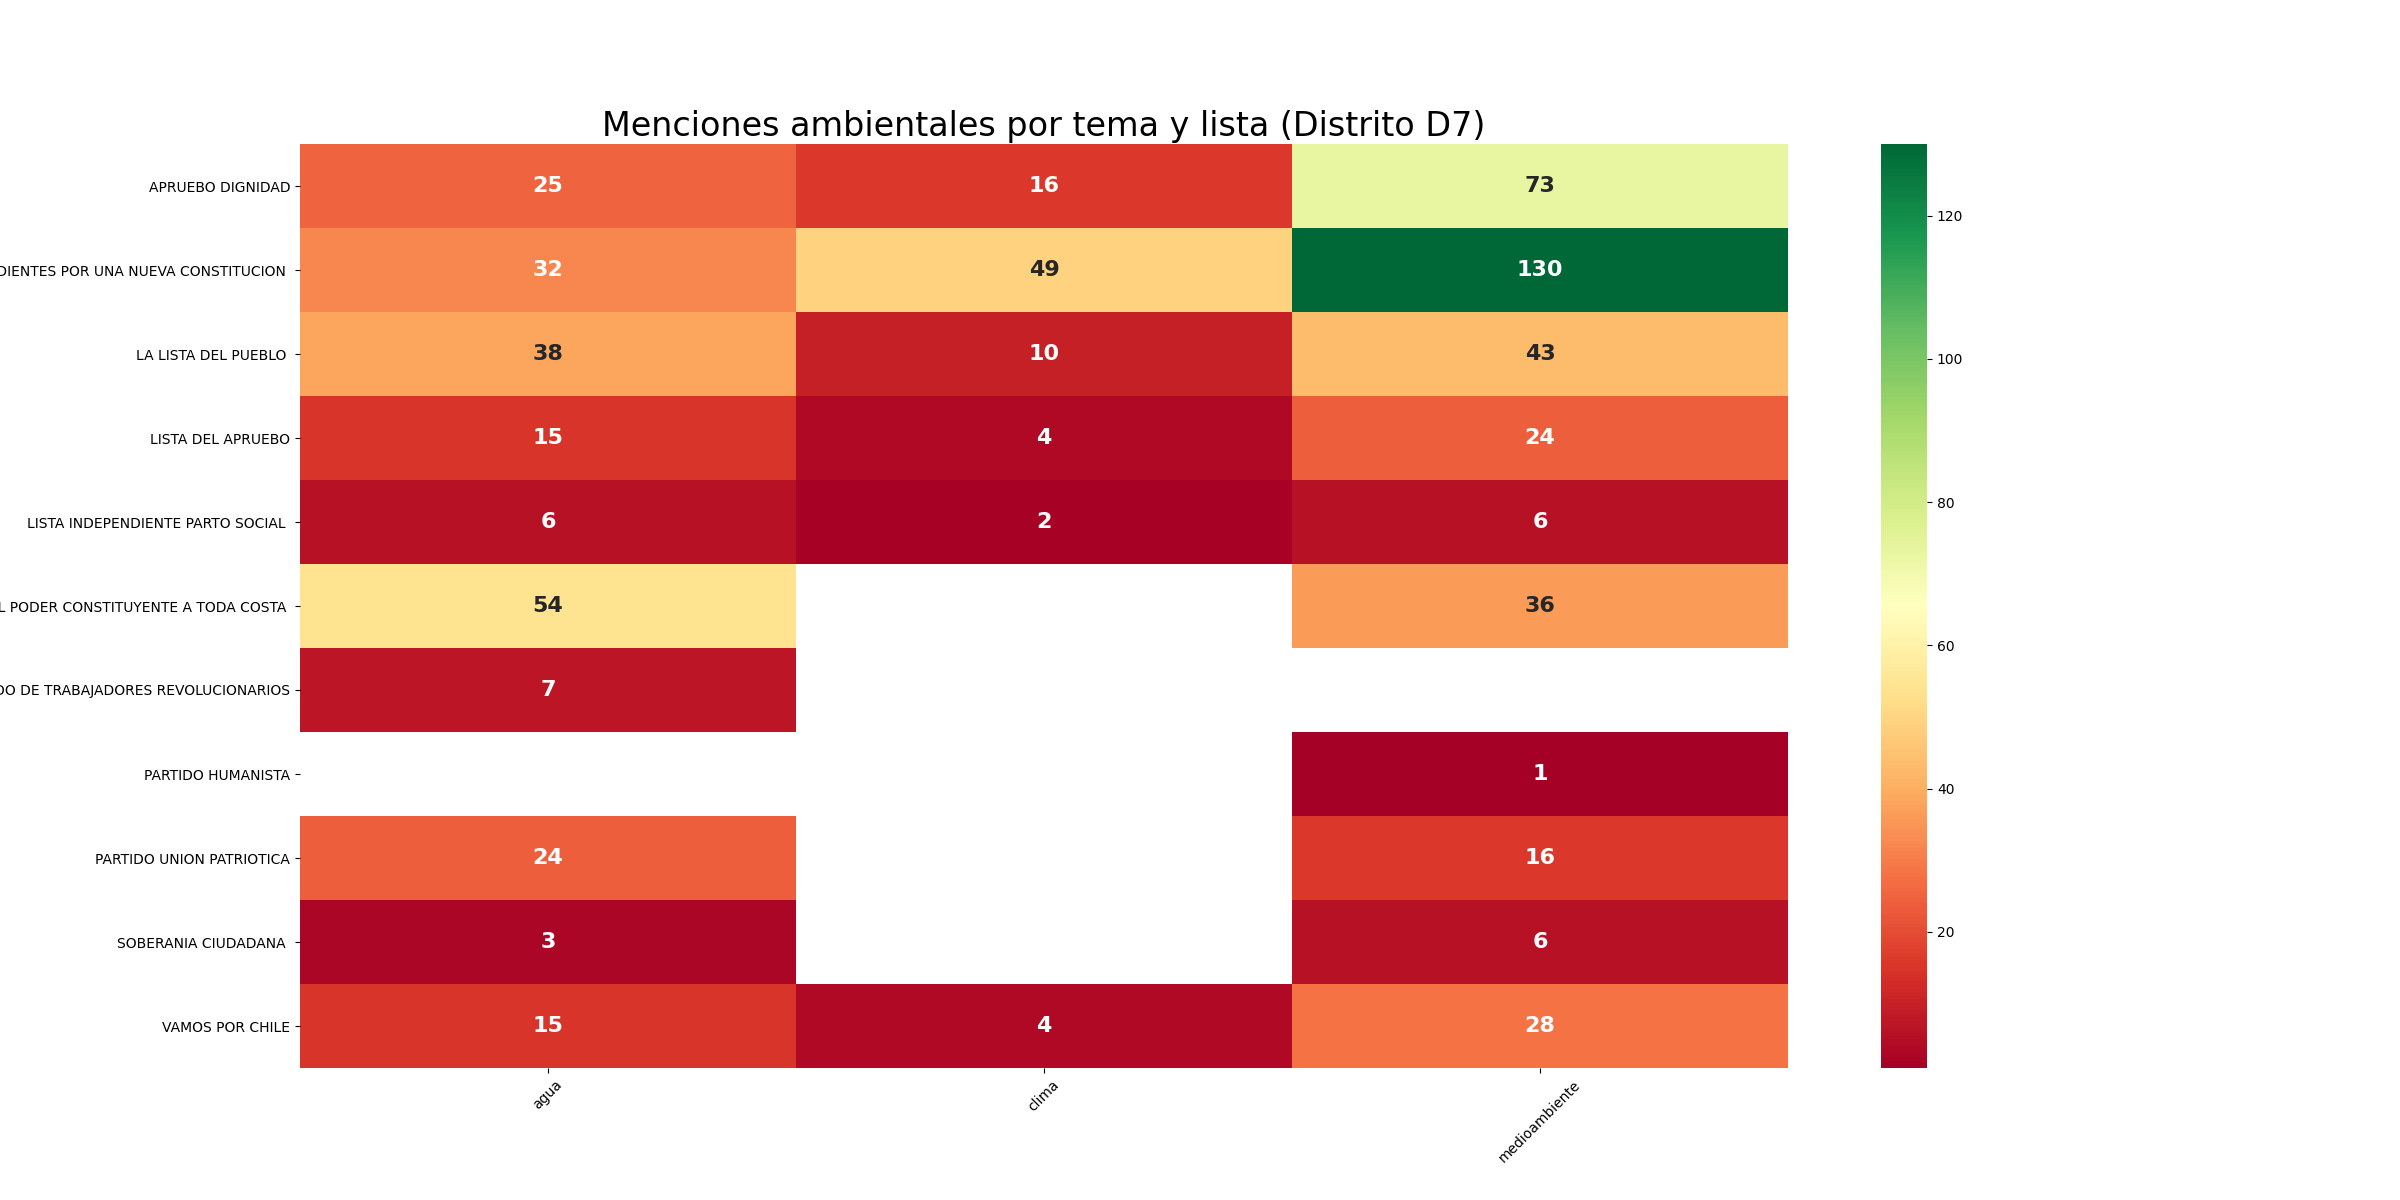 Menciones ambientales por tema y lista (Distrito D7)
APRUEBO DIGNIDAD 25 16 73
POR UNA NUEVA CONSTITUCION 32 49 130
LA LISTA DEL PUEBLO 38 10 43
LISTA DEL APRUEBO 15 4 24
LISTA INDEPENDIENTE PARTO SOCIAL 6 2 6
PODER CONSTITUYENTE A TODA COSTA 54 36
DE TRABAJADORES REVOLUCIONARIOS 7
PARTIDO HUMANISTA 1
PARTIDO UNION PATRIOTICA 24 16
SOBERANIA CIUDADANA 3 6
VAMOS POR CHILE 15 4 28
agua clima medioambiente
120
100
80
60
40
20